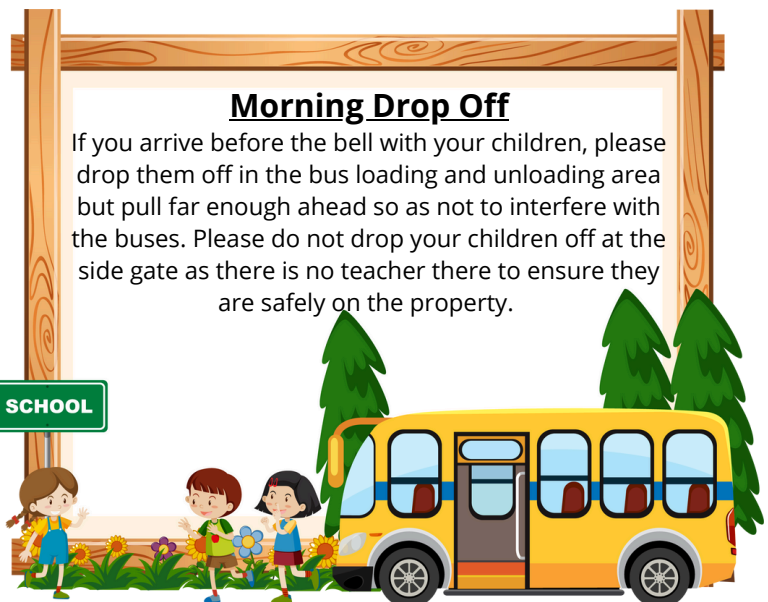 Morning Drop Off
If you arrive before the bell with your children, please
drop them off in the bus loading and unloading area
but pull far enough ahead so as not to interfere with
the buses. Please do not drop your children off at the
side gate as there is no teacher there to ensure they
are safely on the property.
SCHOOL